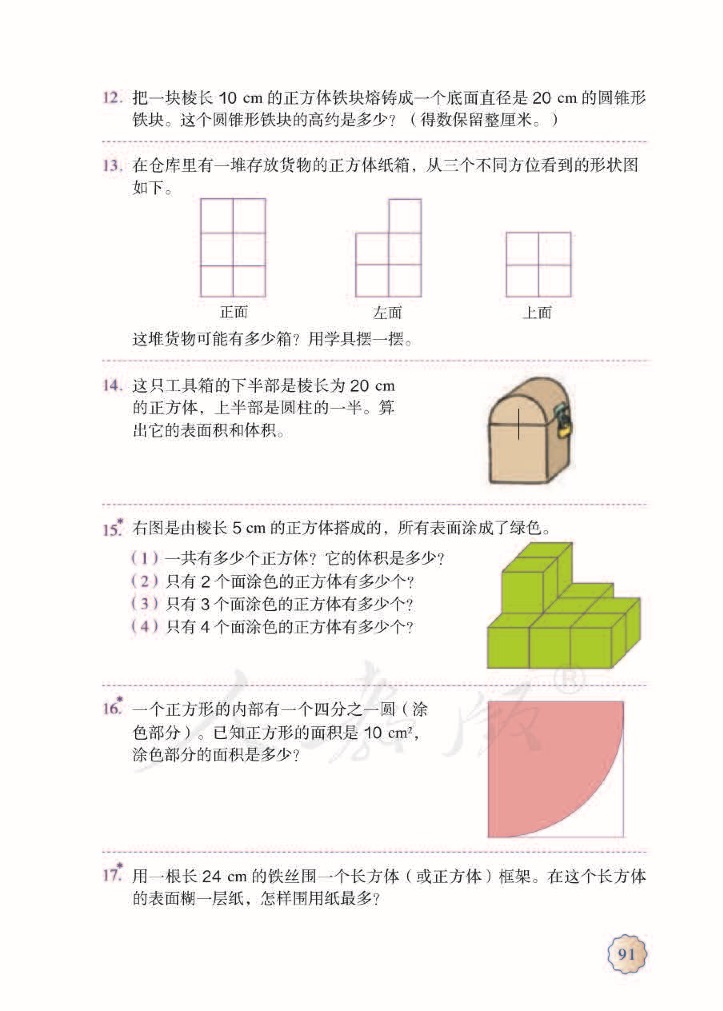 12. 把一块棱长 10 cm 的正方体铁块熔铸成一个底面直径是 20 cm 的圆锥形
铁块。这个圆锥形铁块的高约是多少？（得数保留整厘米。）
13. 在仓库里有一堆存放货物的正方体纸箱，从三个不同方位看到的形状图
如下。
正面
左面
上面
这堆货物可能有多少箱？用学具摆一摆。
14. 这只工具箱的下半部是棱长为 20 cm
的正方体，上半部是圆柱的一半。算
出它的表面积和体积。
15.* 右图是由棱长 5 cm 的正方体搭成的，所有表面涂成了绿色。
（1）一共有多少个正方体？它的体积是多少？
（2）只有 2 个面涂色的正方体有多少个？
（3）只有 3 个面涂色的正方体有多少个？
（4）只有 4 个面涂色的正方体有多少个？
16.* 一个正方形的内部有一个四分之一圆（涂
色部分）。已知正方形的面积是 10 cm²，
涂色部分的面积是多少？
人教版®
17.* 用一根长 24 cm 的铁丝围一个长方体（或正方体）框架。在这个长方体
的表面糊一层纸，怎样围用纸最多？
91